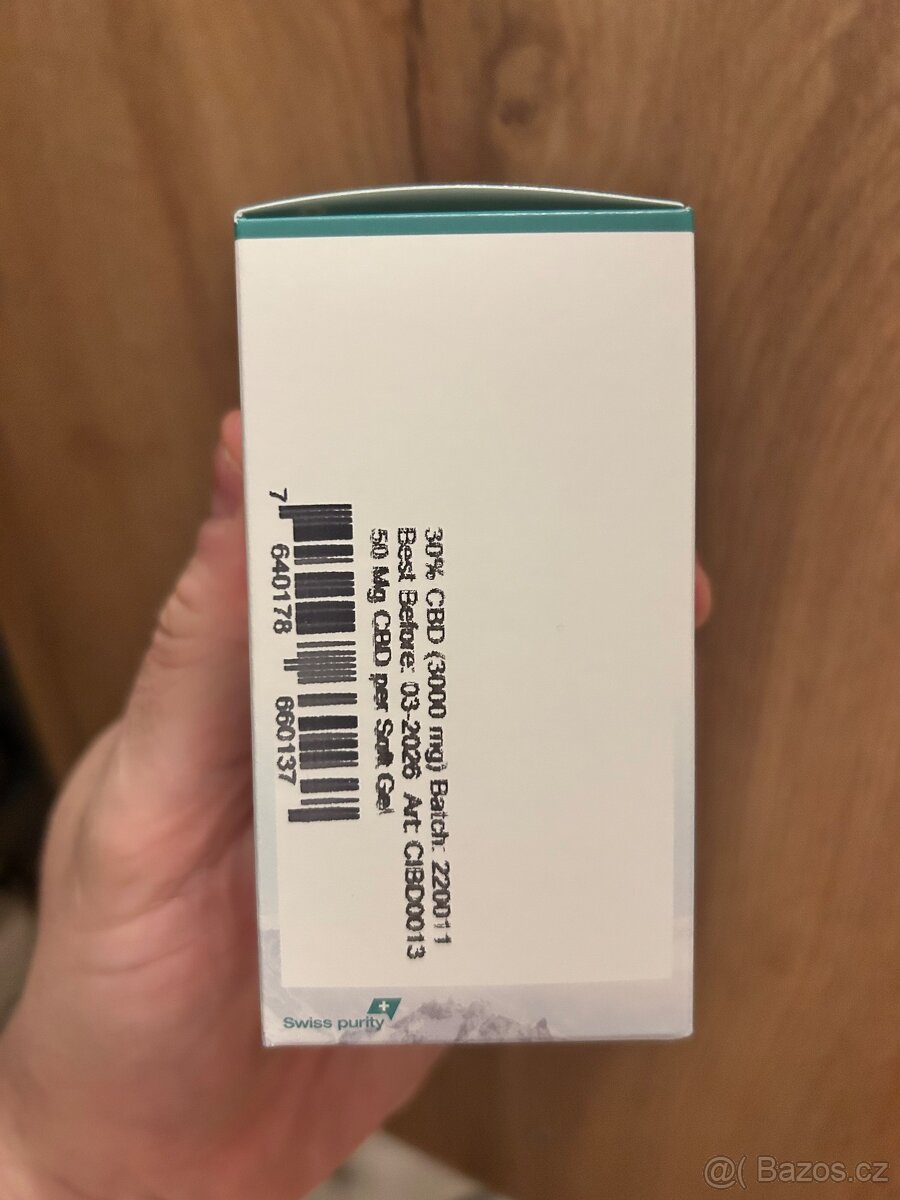 30% CBD (3000 mg) Batch: 220011
Best Before: 03-2026 Art: CIBD0013
50 Mg CBD per Soft Gel
7 640178 660137
Swiss purity
@( Bazos.cz